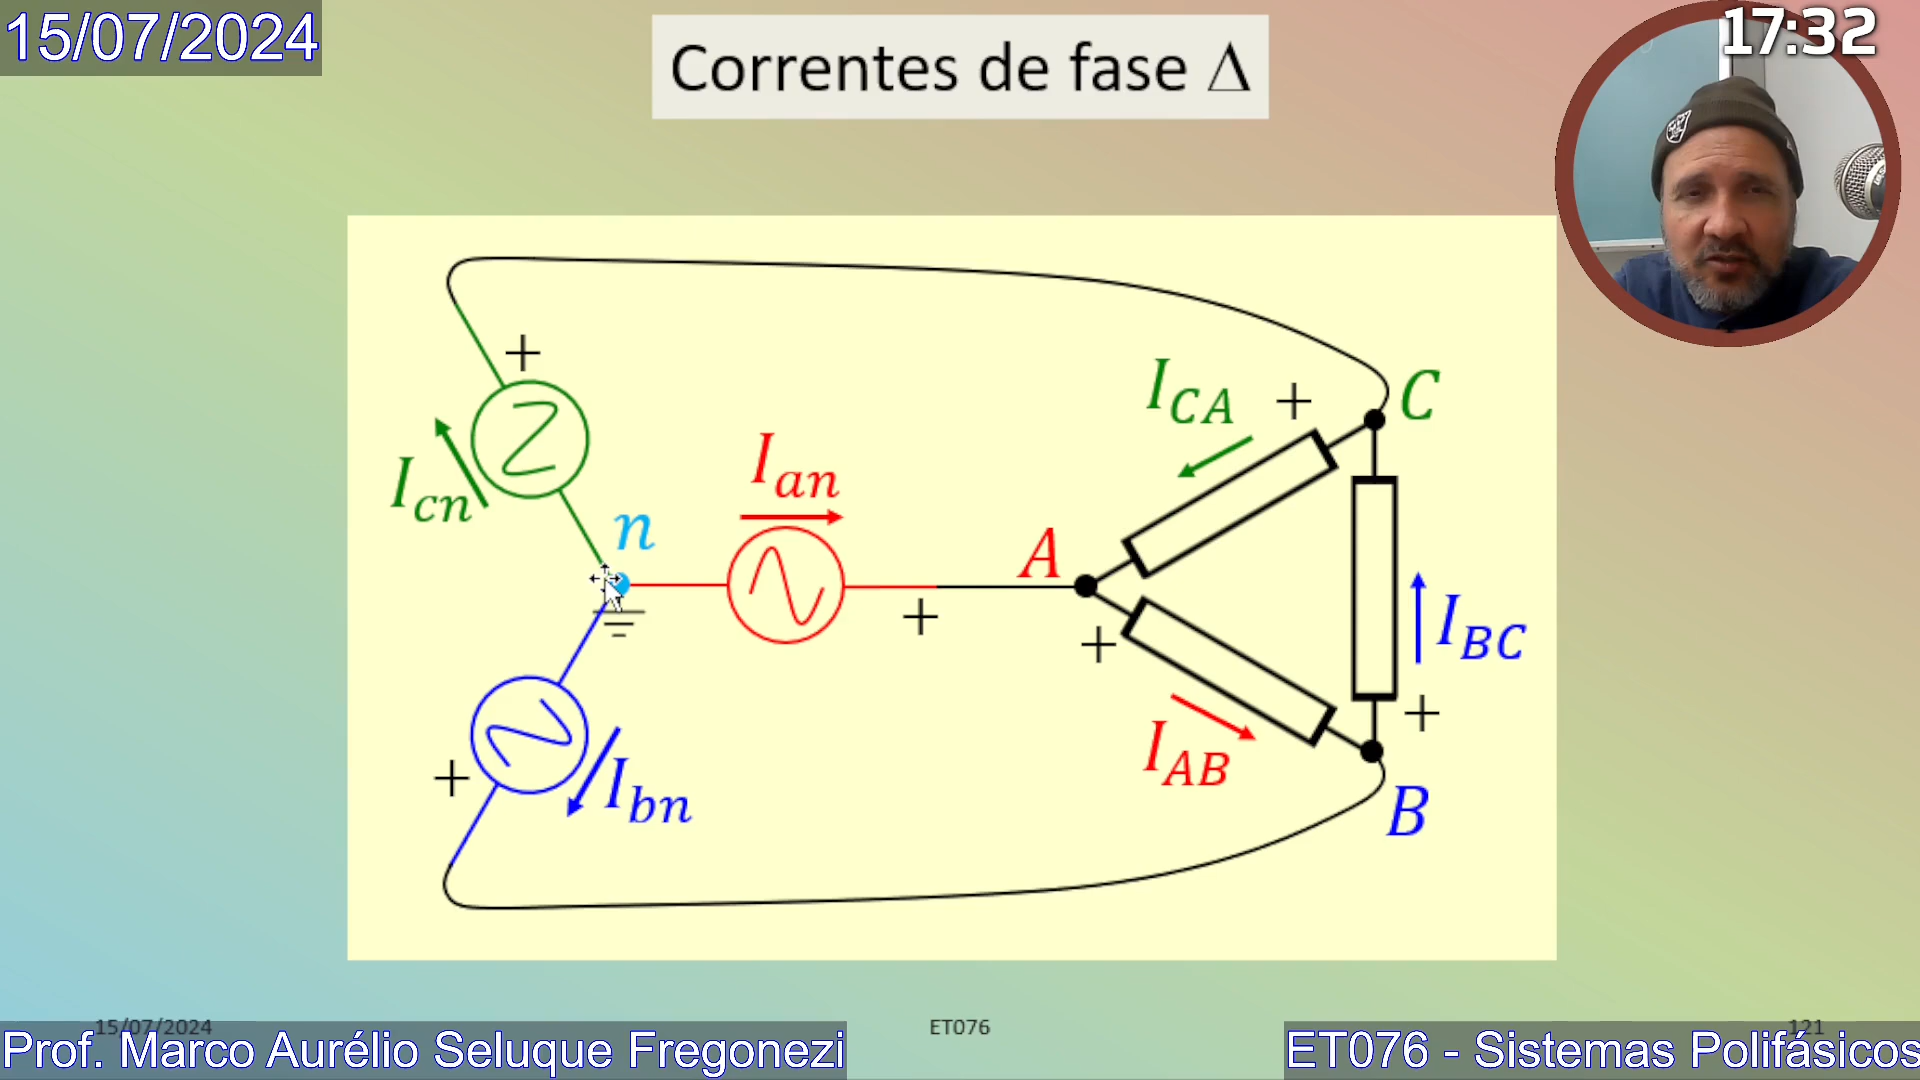 15/07/2024
Correntes de fase Δ
17:32
+
I_CA
+
C
I_cn
I_an
n
A
+
+
I_BC
+
+
I_AB
I_bn
B
15/07/2024
ET076
121
Prof. Marco Aurélio Seluque Fregonezi
ET076 - Sistemas Polifásicos